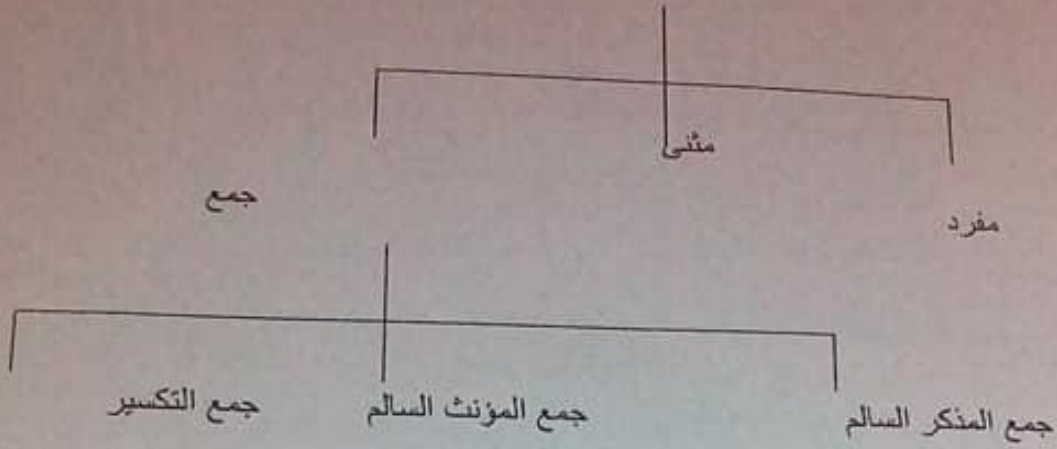 مثنى
مفرد
جمع
جمع المذكر السالم
جمع المؤنث السالم
جمع التكسير